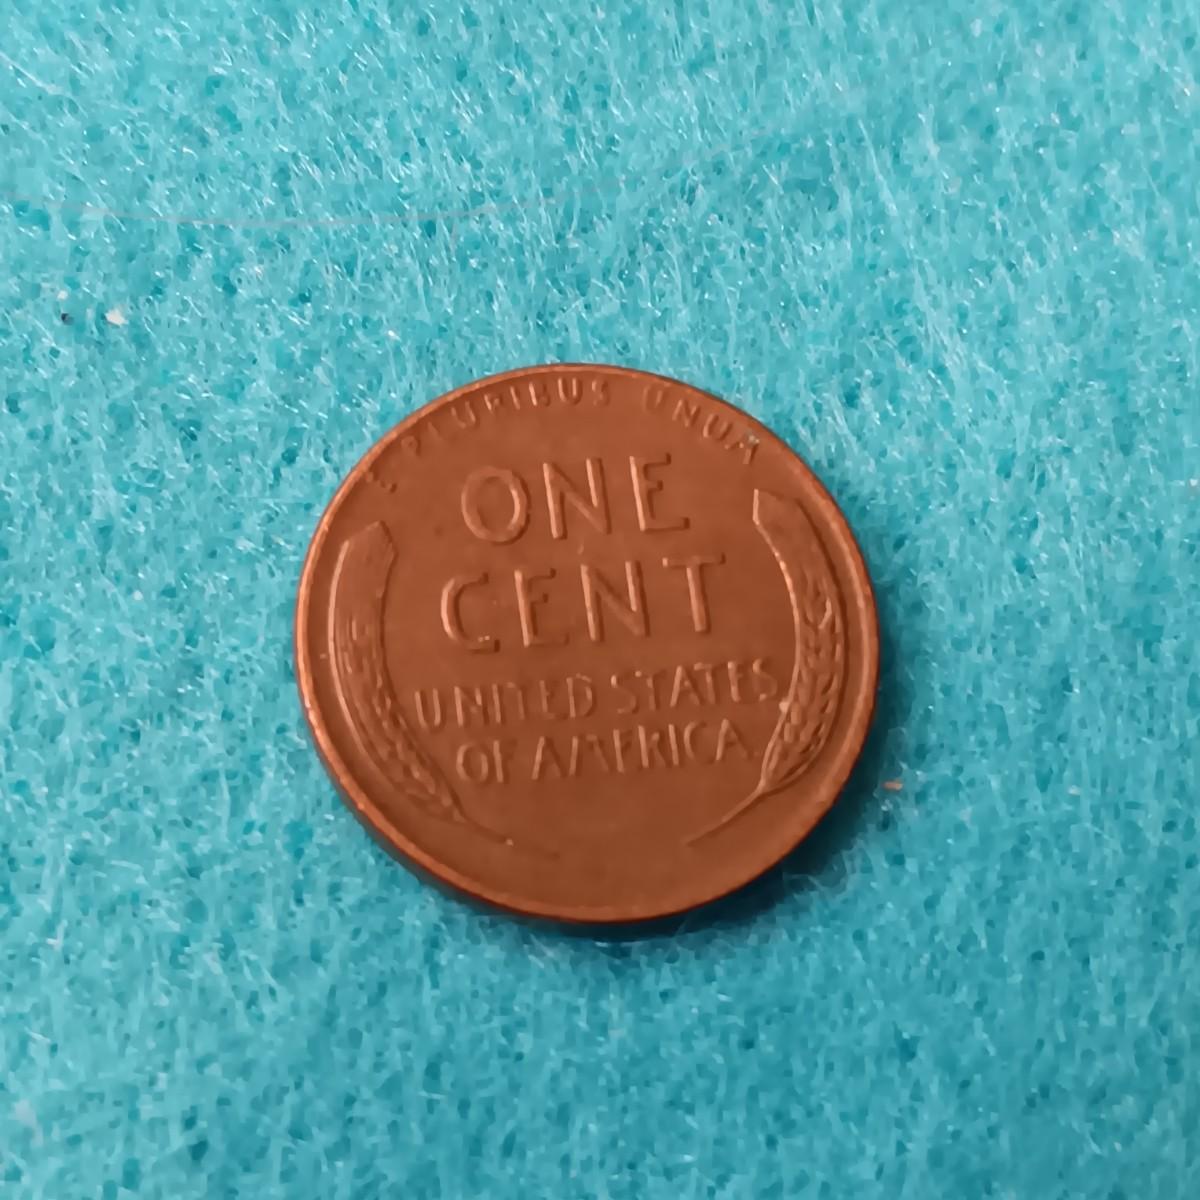 E PLURIBUS UNUM
ONE
CENT
UNITED STATES
OF AMERICA